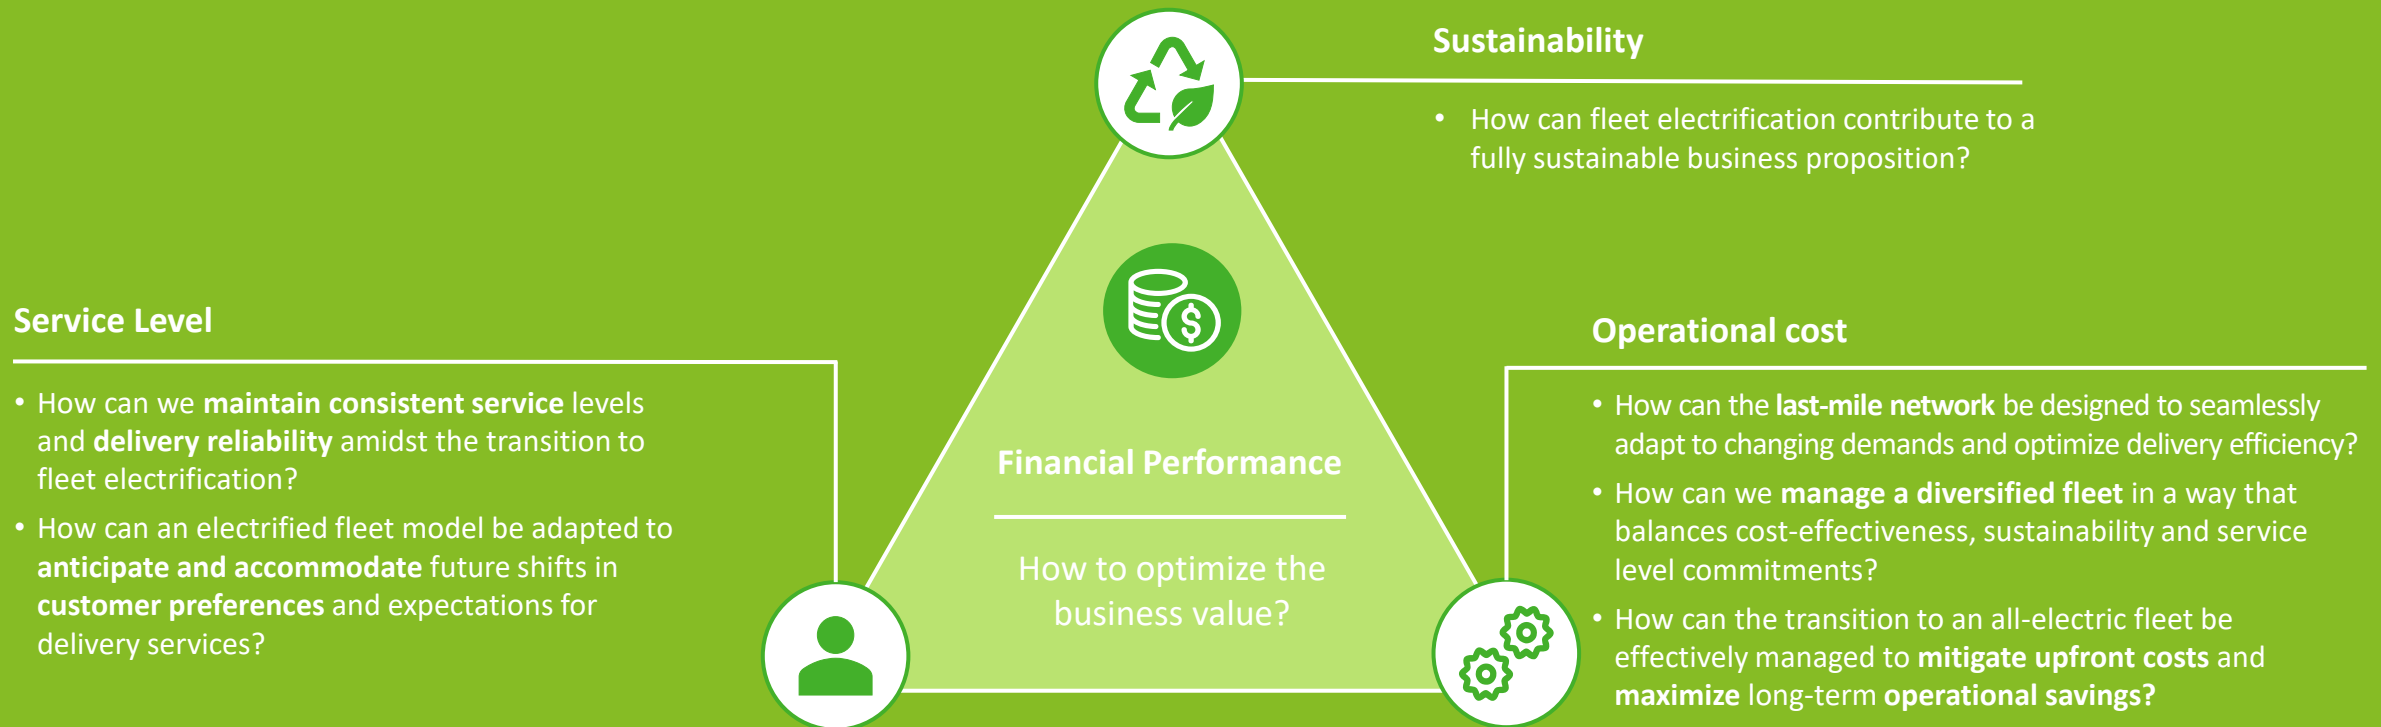 Sustainability
• How can fleet electrification contribute to a
fully sustainable business proposition?
Service Level
• How can we maintain consistent service levels
and delivery reliability amidst the transition to
fleet electrification?
• How can an electrified fleet model be adapted to
anticipate and accommodate future shifts in
customer preferences and expectations for
delivery services?
$
Financial Performance
How to optimize the
business value?
Operational cost
• How can the last-mile network be designed to seamlessly
adapt to changing demands and optimize delivery efficiency?
• How can we manage a diversified fleet in a way that
balances cost-effectiveness, sustainability and service
level commitments?
• How can the transition to an all-electric fleet be
effectively managed to mitigate upfront costs and
maximize long-term operational savings?